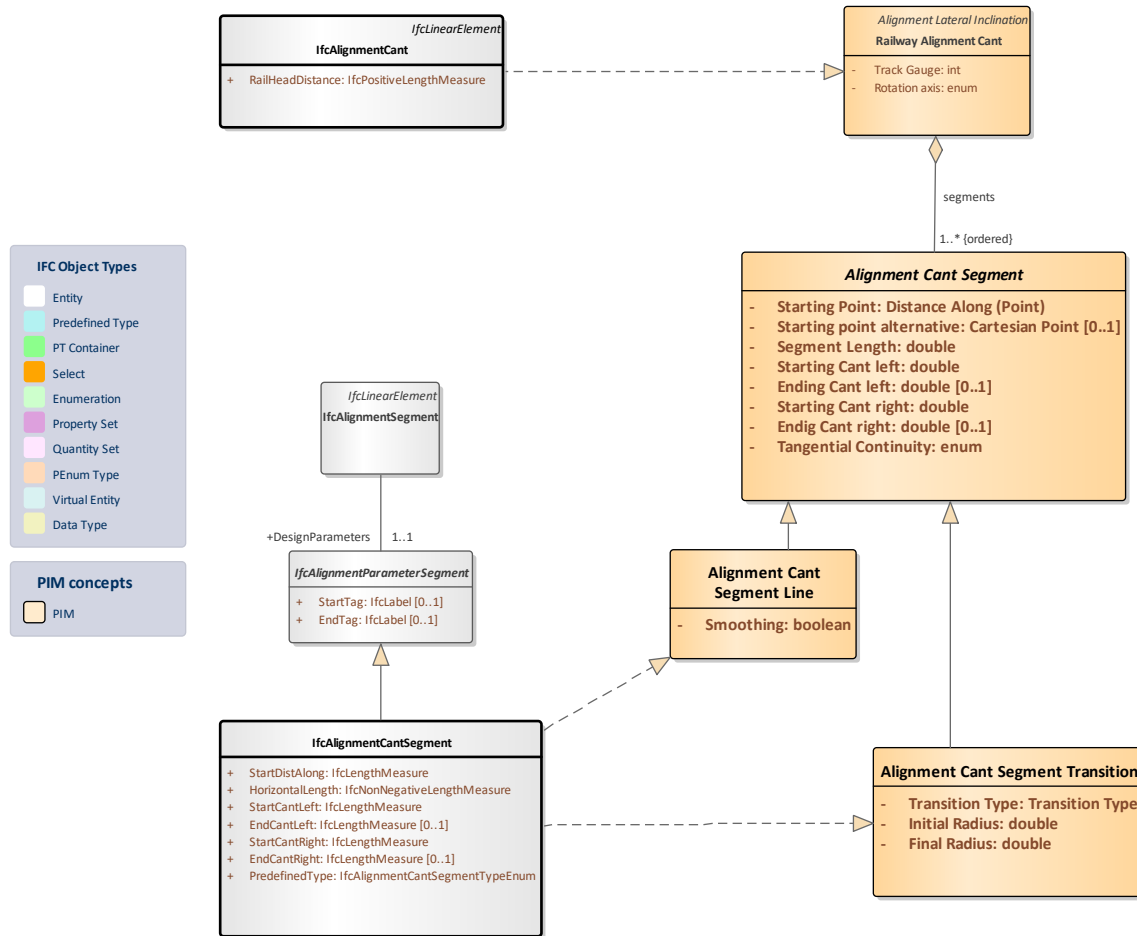 IfcLinearElement
IfcAlignmentCant
+ RailHeadDistance: IfcPositiveLengthMeasure
Alignment Lateral Inclination
Railway Alignment Cant
- Track Gauge: int
- Rotation axis: enum
segments
1..* {ordered}
IFC Object Types
Entity
Predefined Type
PT Container
Select
Enumeration
Property Set
Quantity Set
PEnum Type
Virtual Entity
Data Type
PIM concepts
PIM
Alignment Cant Segment
- Starting Point: Distance Along (Point)
- Starting point alternative: Cartesian Point [0..1]
- Segment Length: double
- Starting Cant left: double
- Ending Cant left: double [0..1]
- Starting Cant right: double
- Endig Cant right: double [0..1]
- Tangential Continuity: enum
IfcLinearElement
IfcAlignmentSegment
+DesignParameters 1..1
IfcAlignmentParameterSegment
+ StartTag: IfcLabel [0..1]
+ EndTag: IfcLabel [0..1]
Alignment Cant
Segment Line
- Smoothing: boolean
IfcAlignmentCantSegment
+ StartDistAlong: IfcLengthMeasure
+ HorizontalLength: IfcNonNegativeLengthMeasure
+ StartCantLeft: IfcLengthMeasure
+ EndCantLeft: IfcLengthMeasure [0..1]
+ StartCantRight: IfcLengthMeasure
+ EndCantRight: IfcLengthMeasure [0..1]
+ PredefinedType: IfcAlignmentCantSegmentTypeEnum
Alignment Cant Segment Transition
- Transition Type: Transition Type
- Initial Radius: double
- Final Radius: double